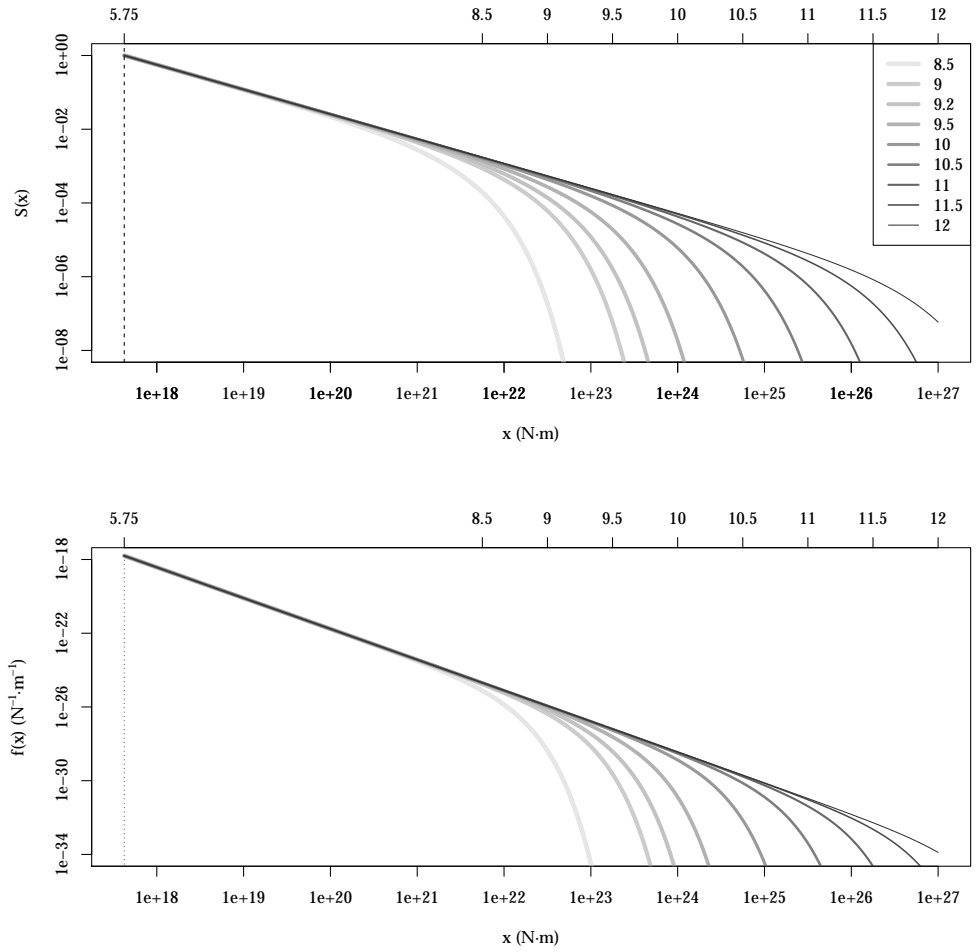 5.75 8.5 9 9.5 10 10.5 11 11.5 12
1e+00
1e−02
1e−04
1e−06
1e−08
S(x)
8.5
9
9.2
9.5
10
10.5
11
11.5
12
1e+18 1e+19 1e+20 1e+21 1e+22 1e+23 1e+24 1e+25 1e+26 1e+27
x (N·m)
5.75 8.5 9 9.5 10 10.5 11 11.5 12
1e−18
1e−22
1e−26
1e−30
1e−34
f(x) (N⁻¹·m⁻¹)
1e+18 1e+19 1e+20 1e+21 1e+22 1e+23 1e+24 1e+25 1e+26 1e+27
x (N·m)